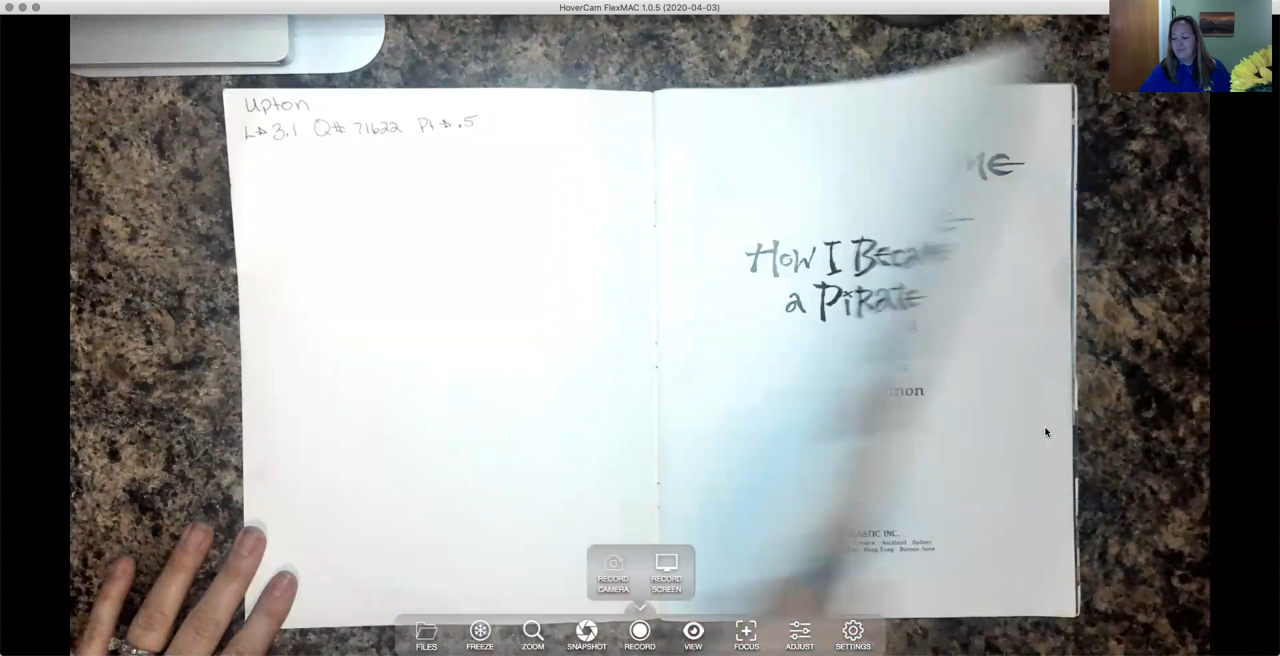 HoverCam FlexMAC 1.0.5 (2020-04-03)
Upton
3.1 Q# 71622 Pt .5
How I Became
a Pirate
RECORD
CAMERA
RECORD
SCREEN
FILES
FREEZE
ZOOM
SNAPSHOT
RECORD
VIEW
FOCUS
ADJUST
SETTINGS